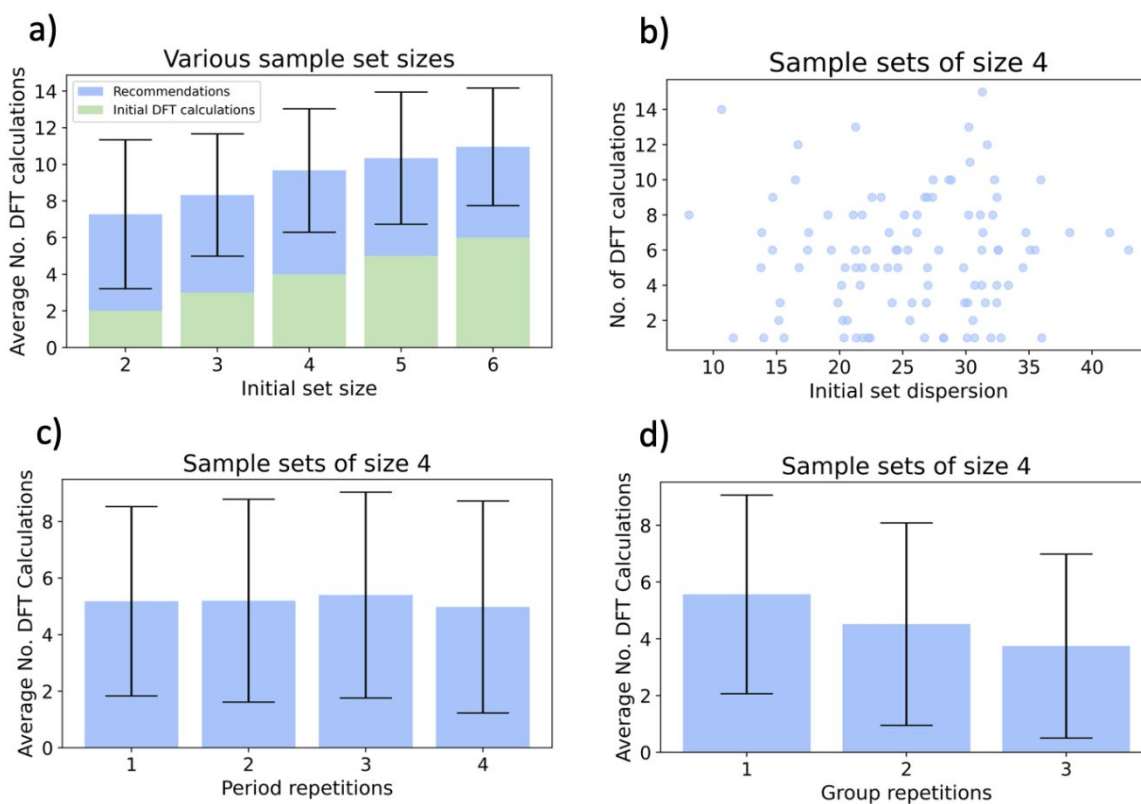 a)
Various sample set sizes
Recommendations
Initial DFT calculations
Average No. DFT calculations
14
12
10
8
6
4
2
0
2 3 4 5 6
Initial set size
b)
Sample sets of size 4
No. of DFT calculations
14
12
10
8
6
4
2
10 15 20 25 30 35 40
Initial set dispersion
c)
Sample sets of size 4
Average No. DFT Calculations
8
6
4
2
0
1 2 3 4
Period repetitions
d)
Sample sets of size 4
Average No. DFT Calculations
8
6
4
2
0
1 2 3
Group repetitions